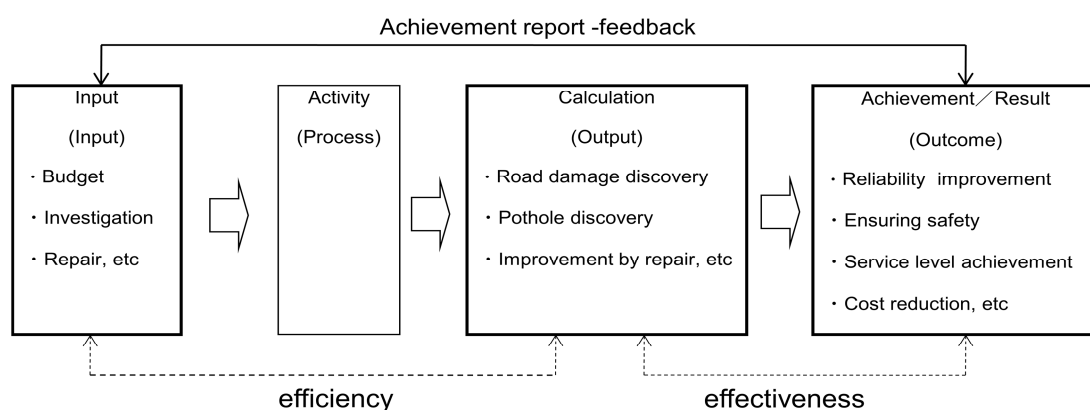 Achievement report -feedback
Input
(Input)
・Budget
・Investigation
・Repair, etc
Activity
(Process)
Calculation
(Output)
・Road damage discovery
・Pothole discovery
・Improvement by repair, etc
Achievement／Result
(Outcome)
・Reliability improvement
・Ensuring safety
・Service level achievement
・Cost reduction, etc
efficiency
effectiveness